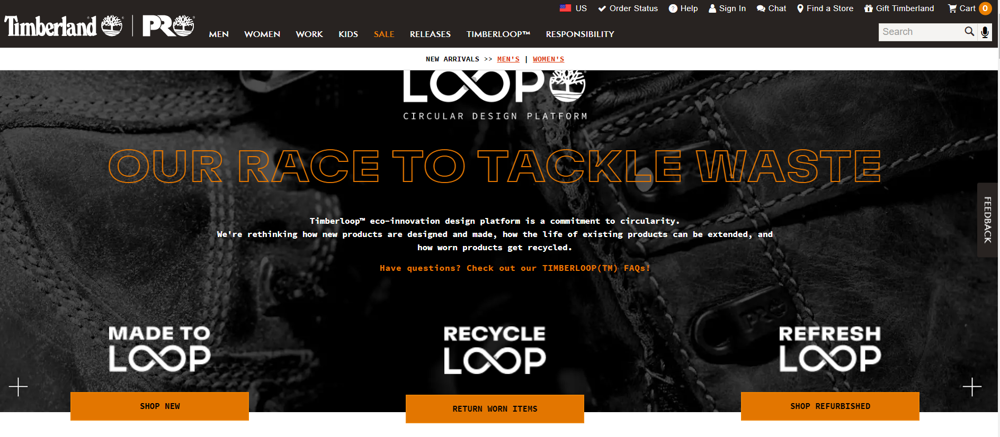 US Order Status Help Sign In Chat Find a Store Gift Timberland Cart 0
Timberland PRO
MEN WOMEN WORK KIDS SALE RELEASES TIMBERLOOP™ RESPONSIBILITY
Search
NEW ARRIVALS >> MEN'S | WOMEN'S
LOOP
CIRCULAR DESIGN PLATFORM
OUR RACE TO TACKLE WASTE
Timberloop™ eco-innovation design platform is a commitment to circularity.
We're rethinking how new products are designed and made, how the life of existing products can be extended, and
how worn products get recycled.
Have questions? Check out our TIMBERLOOP(TM) FAQs!
FEEDBACK
PRO
MADE TO
LOOP
SHOP NEW
RECYCLE
LOOP
RETURN WORN ITEMS
REFRESH
LOOP
SHOP REFURBISHED